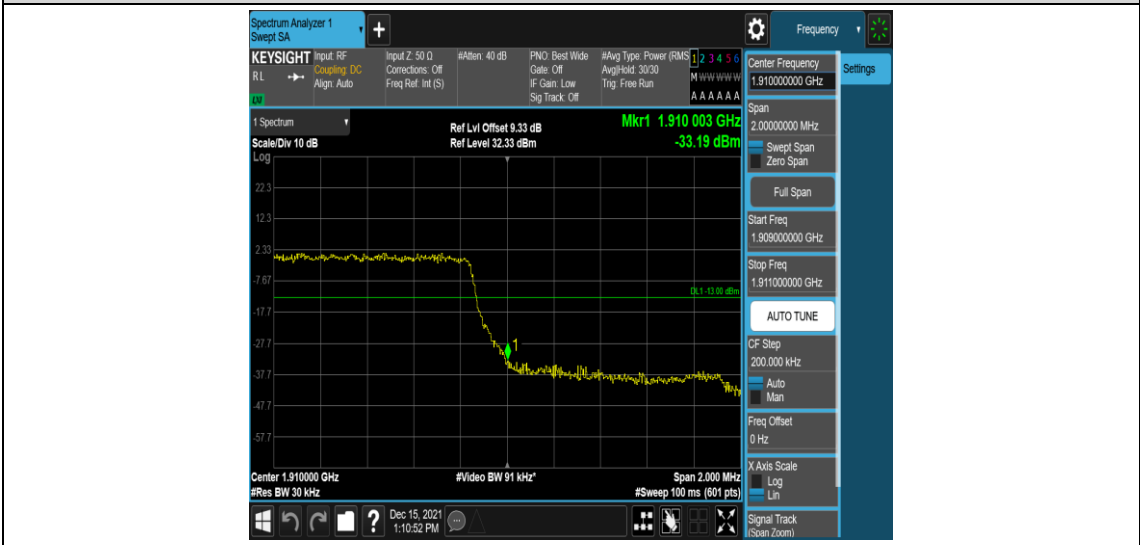 Spectrum Analyzer 1
Swept SA
+
Frequency
KEYSIGHT
RL
LXI
Input: RF
Coupling: DC
Align: Auto
Input Z: 50 Ω
Corrections: Off
Freq Ref: Int (S)
#Atten: 40 dB
PNO: Best Wide
Gate: Off
IF Gain: Low
Sig Track: Off
#Avg Type: Power (RMS
Avg|Hold: 30/30
Trig: Free Run
1 2 3 4 5 6
M W W W W W
A A A A A A
1 Spectrum
Scale/Div 10 dB
Log
Ref Lvl Offset 9.33 dB
Ref Level 32.33 dBm
Mkr1 1.910 003 GHz
-33.19 dBm
22.3
12.3
2.33
-7.67
DL1 -13.00 dBm
-17.7
-27.7
1
-37.7
-47.7
-57.7
Center 1.910000 GHz
#Res BW 30 kHz
#Video BW 91 kHz*
Span 2.000 MHz
#Sweep 100 ms (601 pts)
?
Dec 15, 2021
1:10:52 PM
Center Frequency
1.910000000 GHz
Settings
Span
2.00000000 MHz
Swept Span
Zero Span
Full Span
Start Freq
1.909000000 GHz
Stop Freq
1.911000000 GHz
AUTO TUNE
CF Step
200.000 kHz
Auto
Man
Freq Offset
0 Hz
X Axis Scale
Log
Lin
Signal Track
(Span Zoom)